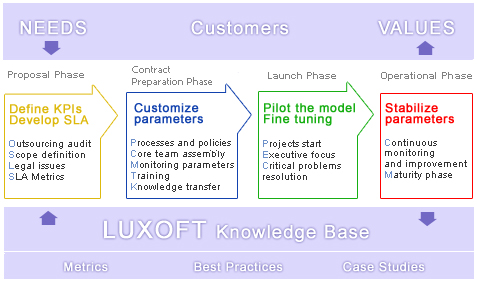 NEEDS Customers VALUES
Proposal Phase
Contract
Preparation Phase
Launch Phase
Operational Phase
Define KPIs
Develop SLA
Outsourcing audit
Scope definition
Legal issues
SLA Metrics
Customize
parameters
Processes and policies
Core team assembly
Monitoring parameters
Training
Knowledge transfer
Pilot the model
Fine tuning
Projects start
Executive focus
Critical problems
resolution
Stabilize
parameters
Continuous
monitoring
and improvement
Maturity phase
LUXOFT Knowledge Base
Metrics Best Practices Case Studies